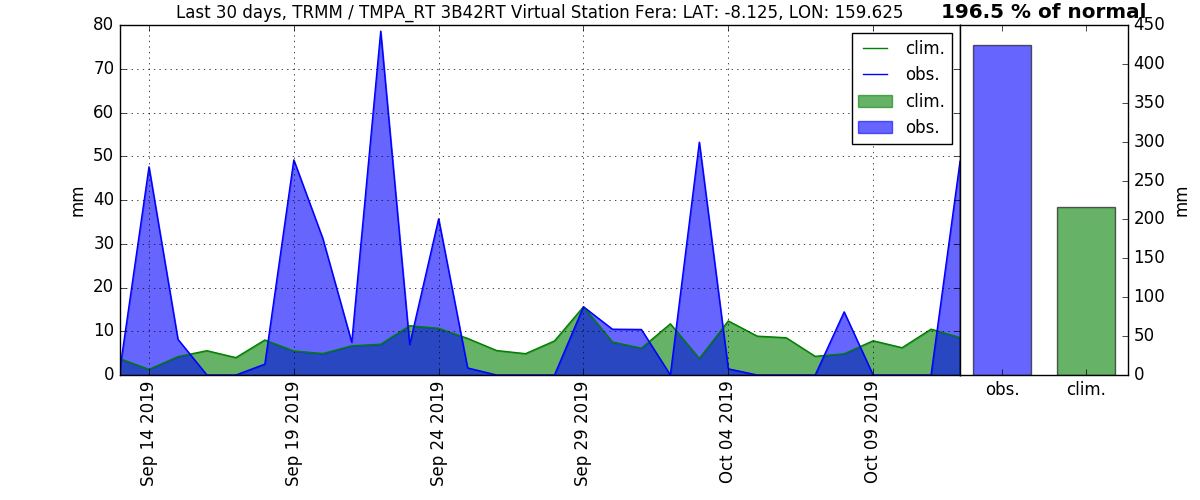 Last 30 days, TRMM / TMPA_RT 3B42RT Virtual Station Fera: LAT: -8.125, LON: 159.625
196.5 % of normal
80
70
60
50
40
30
20
10
0
mm
clim.
obs.
clim.
obs.
Sep 14 2019
Sep 19 2019
Sep 24 2019
Sep 29 2019
Oct 04 2019
Oct 09 2019
450
400
350
300
250
200
150
100
50
0
mm
obs.
clim.